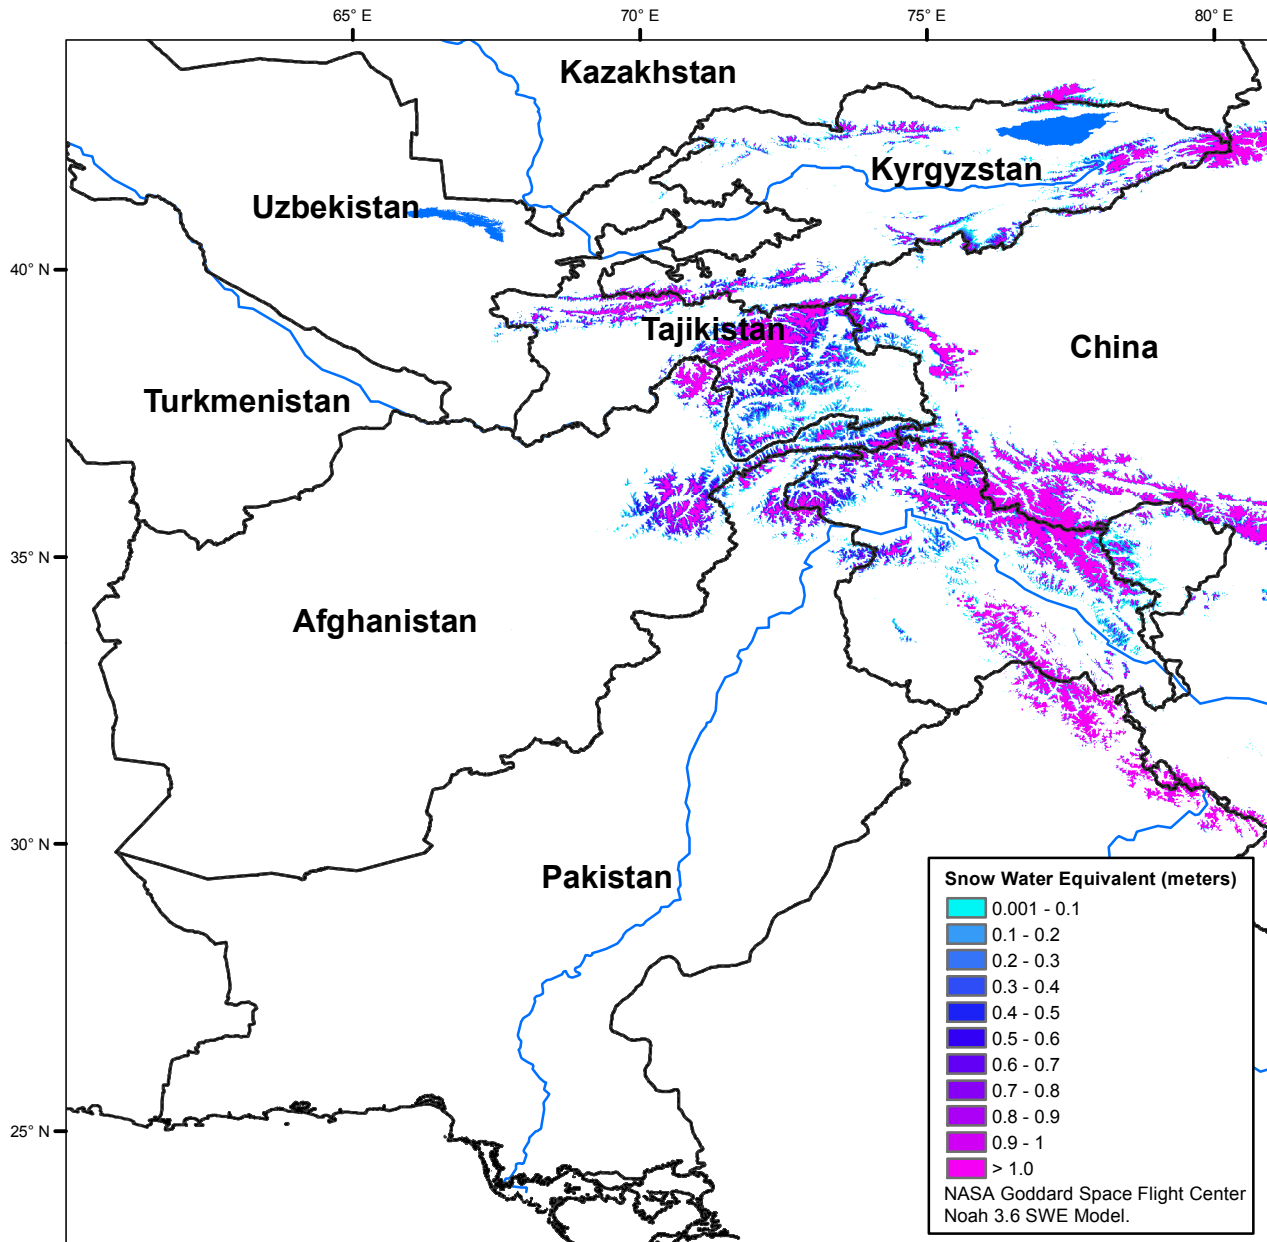 65° E
70° E
75° E
80° E
Kazakhstan
Kyrgyzstan
Uzbekistan
40° N
Tajikistan
China
Turkmenistan
35° N
Afghanistan
30° N
Pakistan
25° N
Snow Water Equivalent (meters)
0.001 - 0.1
0.1 - 0.2
0.2 - 0.3
0.3 - 0.4
0.4 - 0.5
0.5 - 0.6
0.6 - 0.7
0.7 - 0.8
0.8 - 0.9
0.9 - 1
> 1.0
NASA Goddard Space Flight Center
Noah 3.6 SWE Model.